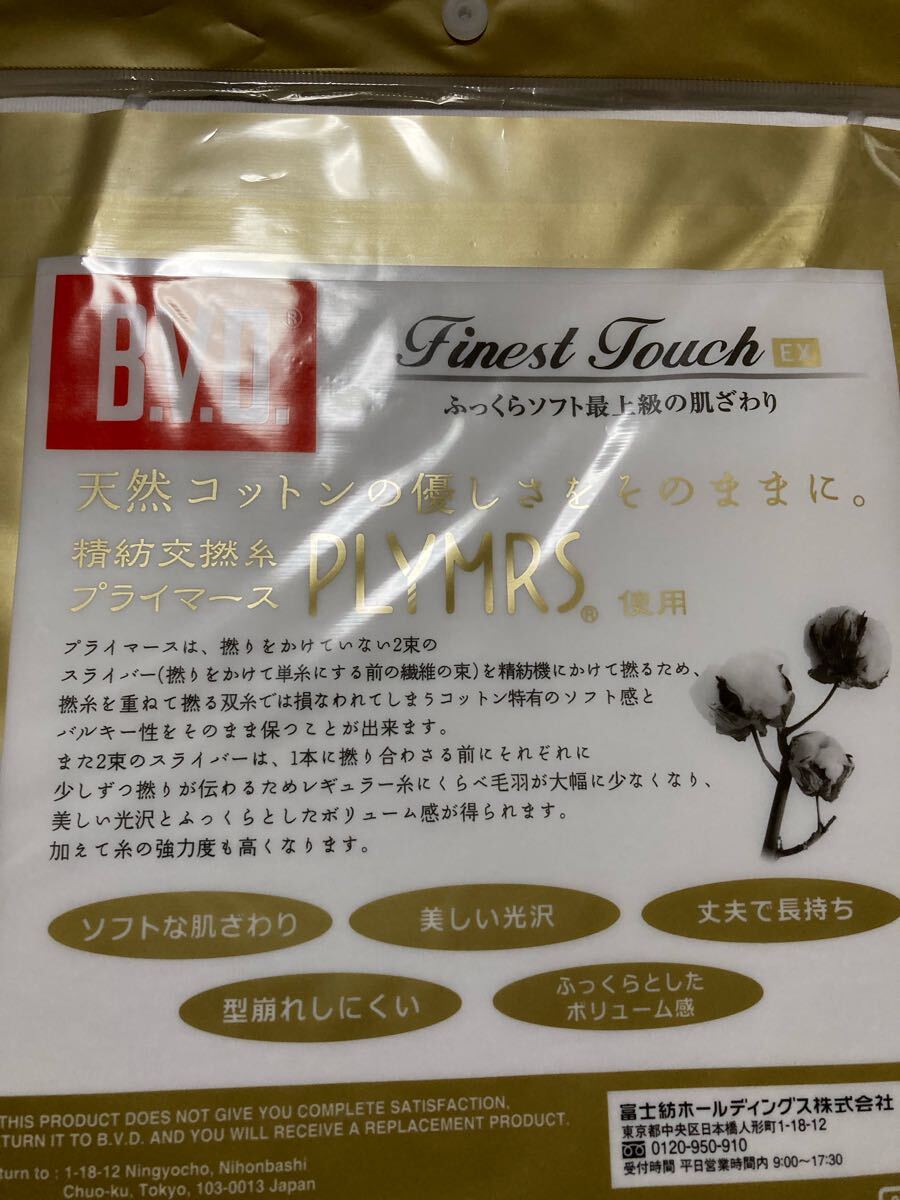 B.V.D.®
Finest Touch EX
ふっくらソフト最上級の肌ざわり
天然コットンの優しさをそのままに。
精紡交撚糸
プライマース PLYMRS® 使用
プライマースは、撚りをかけていない2束の
スライバー(撚りをかけて単糸にする前の繊維の束)を精紡機にかけて撚るため、
撚糸を重ねて撚る双糸では損なわれてしまうコットン特有のソフト感と
バルキー性をそのまま保つことが出来ます。
また2束のスライバーは、1本に撚り合わさる前にそれぞれに
少しずつ撚りが伝わるためレギュラー糸にくらべ毛羽が大幅に少なくなり、
美しい光沢とふっくらとしたボリューム感が得られます。
加えて糸の強力度も高くなります。
ソフトな肌ざわり
美しい光沢
丈夫で長持ち
型崩れしにくい
ふっくらとした
ボリューム感
THIS PRODUCT DOES NOT GIVE YOU COMPLETE SATISFACTION,
TURN IT TO B.V.D. AND YOU WILL RECEIVE A REPLACEMENT PRODUCT.
turn to : 1-18-12 Ningyocho, Nihonbashi
Chuo-ku, Tokyo, 103-0013 Japan
富士紡ホールディングス株式会社
東京都中央区日本橋人形町1-18-12
0120-950-910
受付時間 平日営業時間内 9:00~17:30